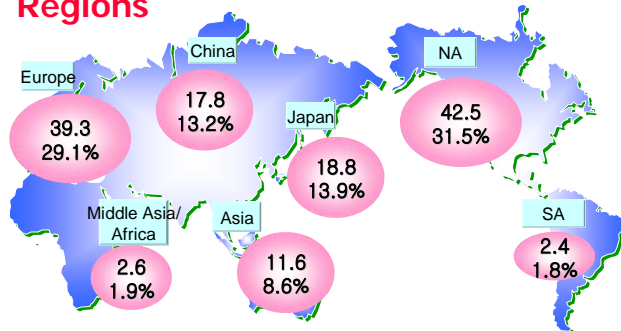 Regions
China
17.8
13.2%
NA
42.5
31.5%
Europe
39.3
29.1%
Japan
18.8
13.9%
Middle Asia/
Africa
2.6
1.9%
Asia
11.6
8.6%
SA
2.4
1.8%